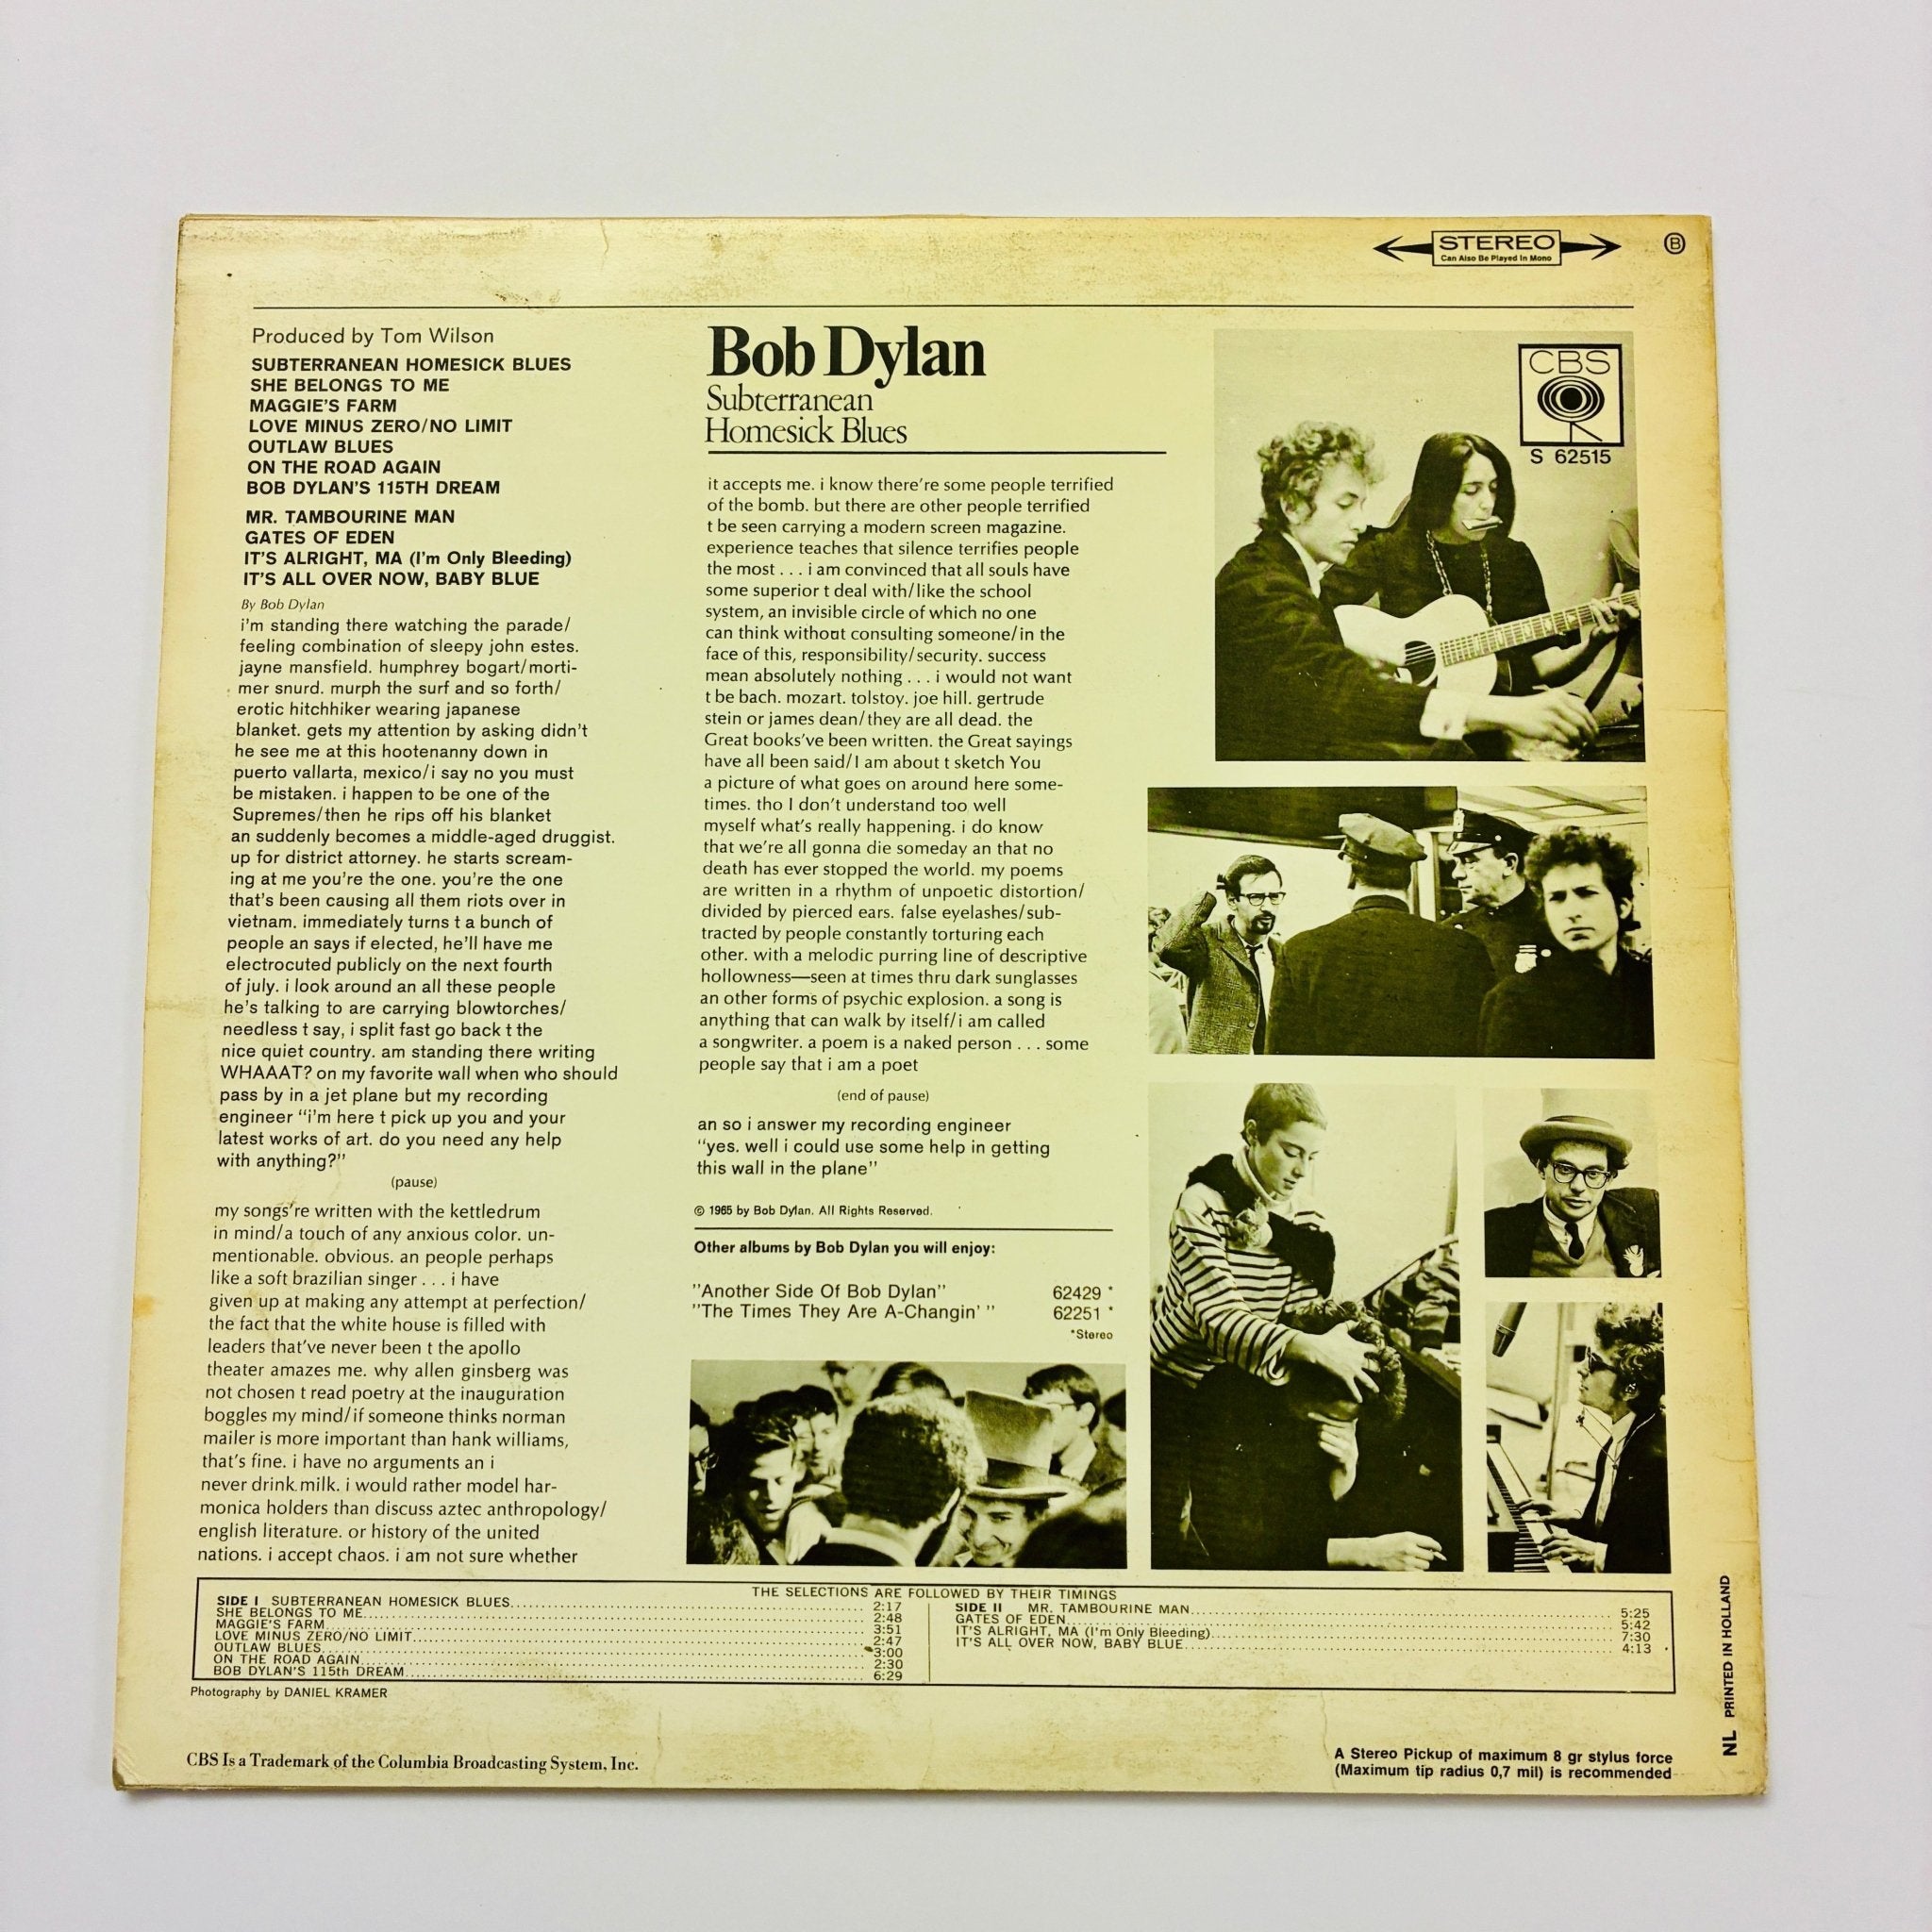 STEREO
Can Also Be Played In Mono
B
Produced by Tom Wilson
SUBTERRANEAN HOMESICK BLUES
SHE BELONGS TO ME
MAGGIE'S FARM
LOVE MINUS ZERO/NO LIMIT
OUTLAW BLUES
ON THE ROAD AGAIN
BOB DYLAN'S 115TH DREAM
MR. TAMBOURINE MAN
GATES OF EDEN
IT'S ALRIGHT, MA (I'm Only Bleeding)
IT'S ALL OVER NOW, BABY BLUE
By Bob Dylan
i'm standing there watching the parade/
feeling combination of sleepy john estes.
jayne mansfield. humphrey bogart/morti-
mer snurd. murph the surf and so forth/
erotic hitchhiker wearing japanese
blanket. gets my attention by asking didn't
he see me at this hootenanny down in
puerto vallarta, mexico/i say no you must
be mistaken. i happen to be one of the
Supremes/then he rips off his blanket
an suddenly becomes a middle-aged druggist.
up for district attorney. he starts scream-
ing at me you're the one. you're the one
that's been causing all them riots over in
vietnam. immediately turns t a bunch of
people an says if elected, he'll have me
electrocuted publicly on the next fourth
of july. i look around an all these people
he's talking to are carrying blowtorches/
needless t say, i split fast go back t the
nice quiet country. am standing there writing
WHAAAT? on my favorite wall when who should
pass by in a jet plane but my recording
engineer "i'm here t pick up you and your
latest works of art. do you need any help
with anything?"
(pause)
my songs're written with the kettledrum
in mind/a touch of any anxious color. un-
mentionable. obvious. an people perhaps
like a soft brazilian singer . . . i have
given up at making any attempt at perfection/
the fact that the white house is filled with
leaders that've never been t the apollo
theater amazes me. why allen ginsberg was
not chosen t read poetry at the inauguration
boggles my mind/if someone thinks norman
mailer is more important than hank williams,
that's fine. i have no arguments an i
never drink milk. i would rather model har-
monica holders than discuss aztec anthropology/
english literature. or history of the united
nations. i accept chaos. i am not sure whether
Bob Dylan
Subterranean
Homesick Blues
it accepts me. i know there're some people terrified
of the bomb. but there are other people terrified
t be seen carrying a modern screen magazine.
experience teaches that silence terrifies people
the most . . . i am convinced that all souls have
some superior t deal with/like the school
system, an invisible circle of which no one
can think without consulting someone/in the
face of this, responsibility/security. success
mean absolutely nothing . . . i would not want
t be bach. mozart. tolstoy. joe hill. gertrude
stein or james dean/they are all dead. the
Great books've been written. the Great sayings
have all been said/I am about t sketch You
a picture of what goes on around here some-
times. tho I don't understand too well
myself what's really happening. i do know
that we're all gonna die someday an that no
death has ever stopped the world. my poems
are written in a rhythm of unpoetic distortion/
divided by pierced ears. false eyelashes/sub-
tracted by people constantly torturing each
other. with a melodic purring line of descriptive
hollowness—seen at times thru dark sunglasses
an other forms of psychic explosion. a song is
anything that can walk by itself/i am called
a songwriter. a poem is a naked person . . . some
people say that i am a poet
(end of pause)
an so i answer my recording engineer
"yes. well i could use some help in getting
this wall in the plane"
© 1965 by Bob Dylan. All Rights Reserved.
Other albums by Bob Dylan you will enjoy:
"Another Side Of Bob Dylan" 62429 *
"The Times They Are A-Changin' " 62251 *
*Stereo
CBS
S 62515
THE SELECTIONS ARE FOLLOWED BY THEIR TIMINGS
SIDE I SUBTERRANEAN HOMESICK BLUES 2:17
SHE BELONGS TO ME 2:48
MAGGIE'S FARM 3:51
LOVE MINUS ZERO/NO LIMIT 2:47
OUTLAW BLUES 3:00
ON THE ROAD AGAIN 2:30
BOB DYLAN'S 115th DREAM 6:29
SIDE II MR. TAMBOURINE MAN 5:25
GATES OF EDEN 5:42
IT'S ALRIGHT, MA (I'm Only Bleeding) 7:30
IT'S ALL OVER NOW, BABY BLUE 4:13
Photography by DANIEL KRAMER
CBS Is a Trademark of the Columbia Broadcasting System, Inc.
A Stereo Pickup of maximum 8 gr stylus force
(Maximum tip radius 0,7 mil) is recommended
NL PRINTED IN HOLLAND